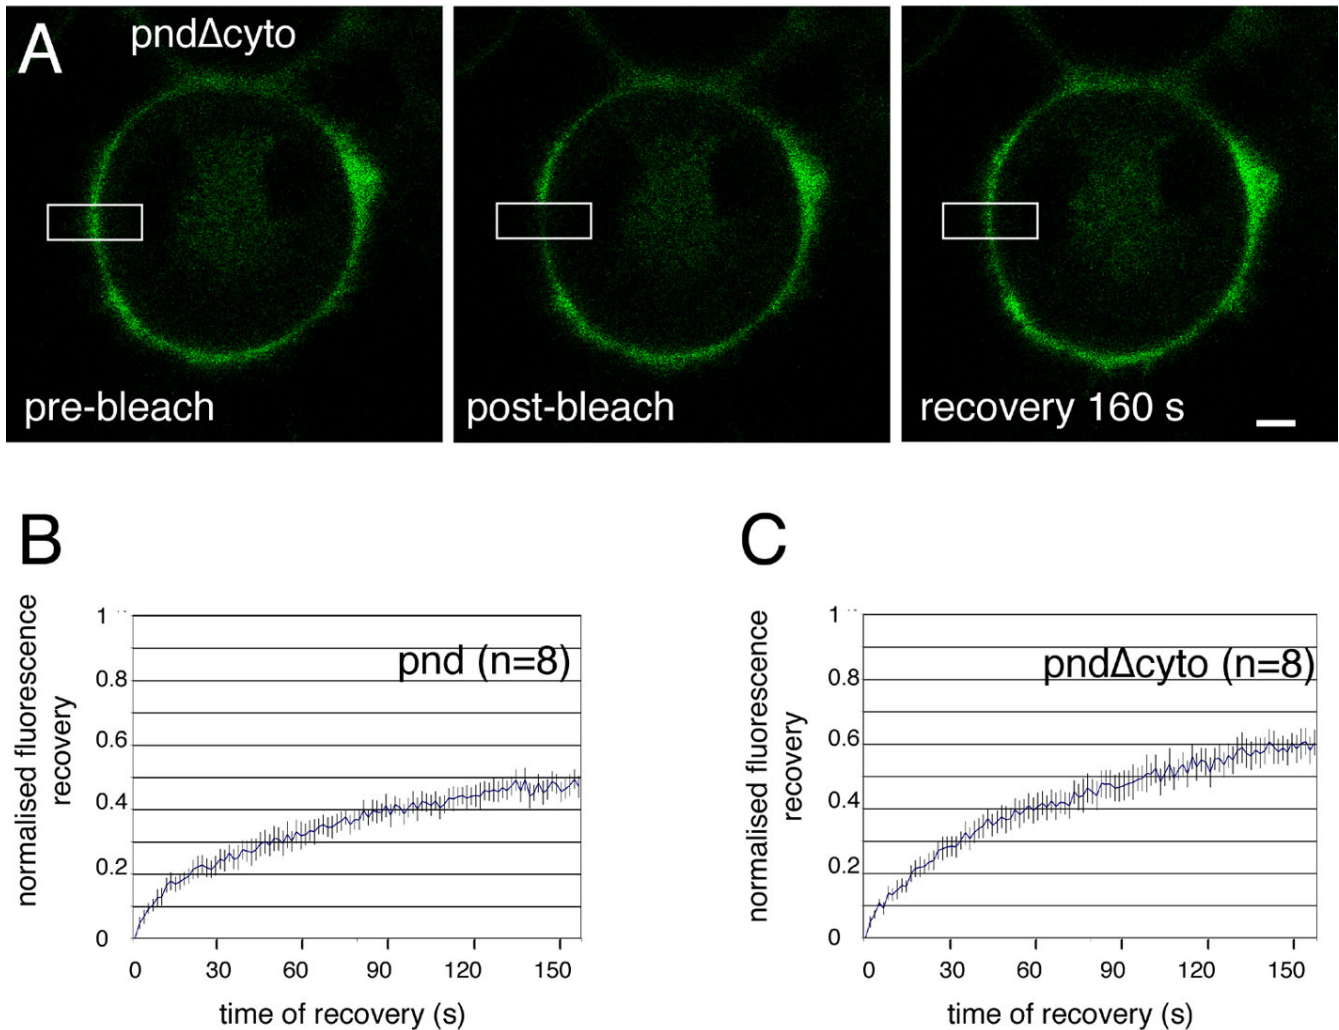 A
pndΔcyto
pre-bleach
post-bleach
recovery 160 s
B
normalised fluorescence
recovery
1
0.8
0.6
0.4
0.2
0
pnd (n=8)
0 30 60 90 120 150
time of recovery (s)
C
normalised fluorescence
recovery
1
0.8
0.6
0.4
0.2
0
pndΔcyto (n=8)
0 30 60 90 120 150
time of recovery (s)